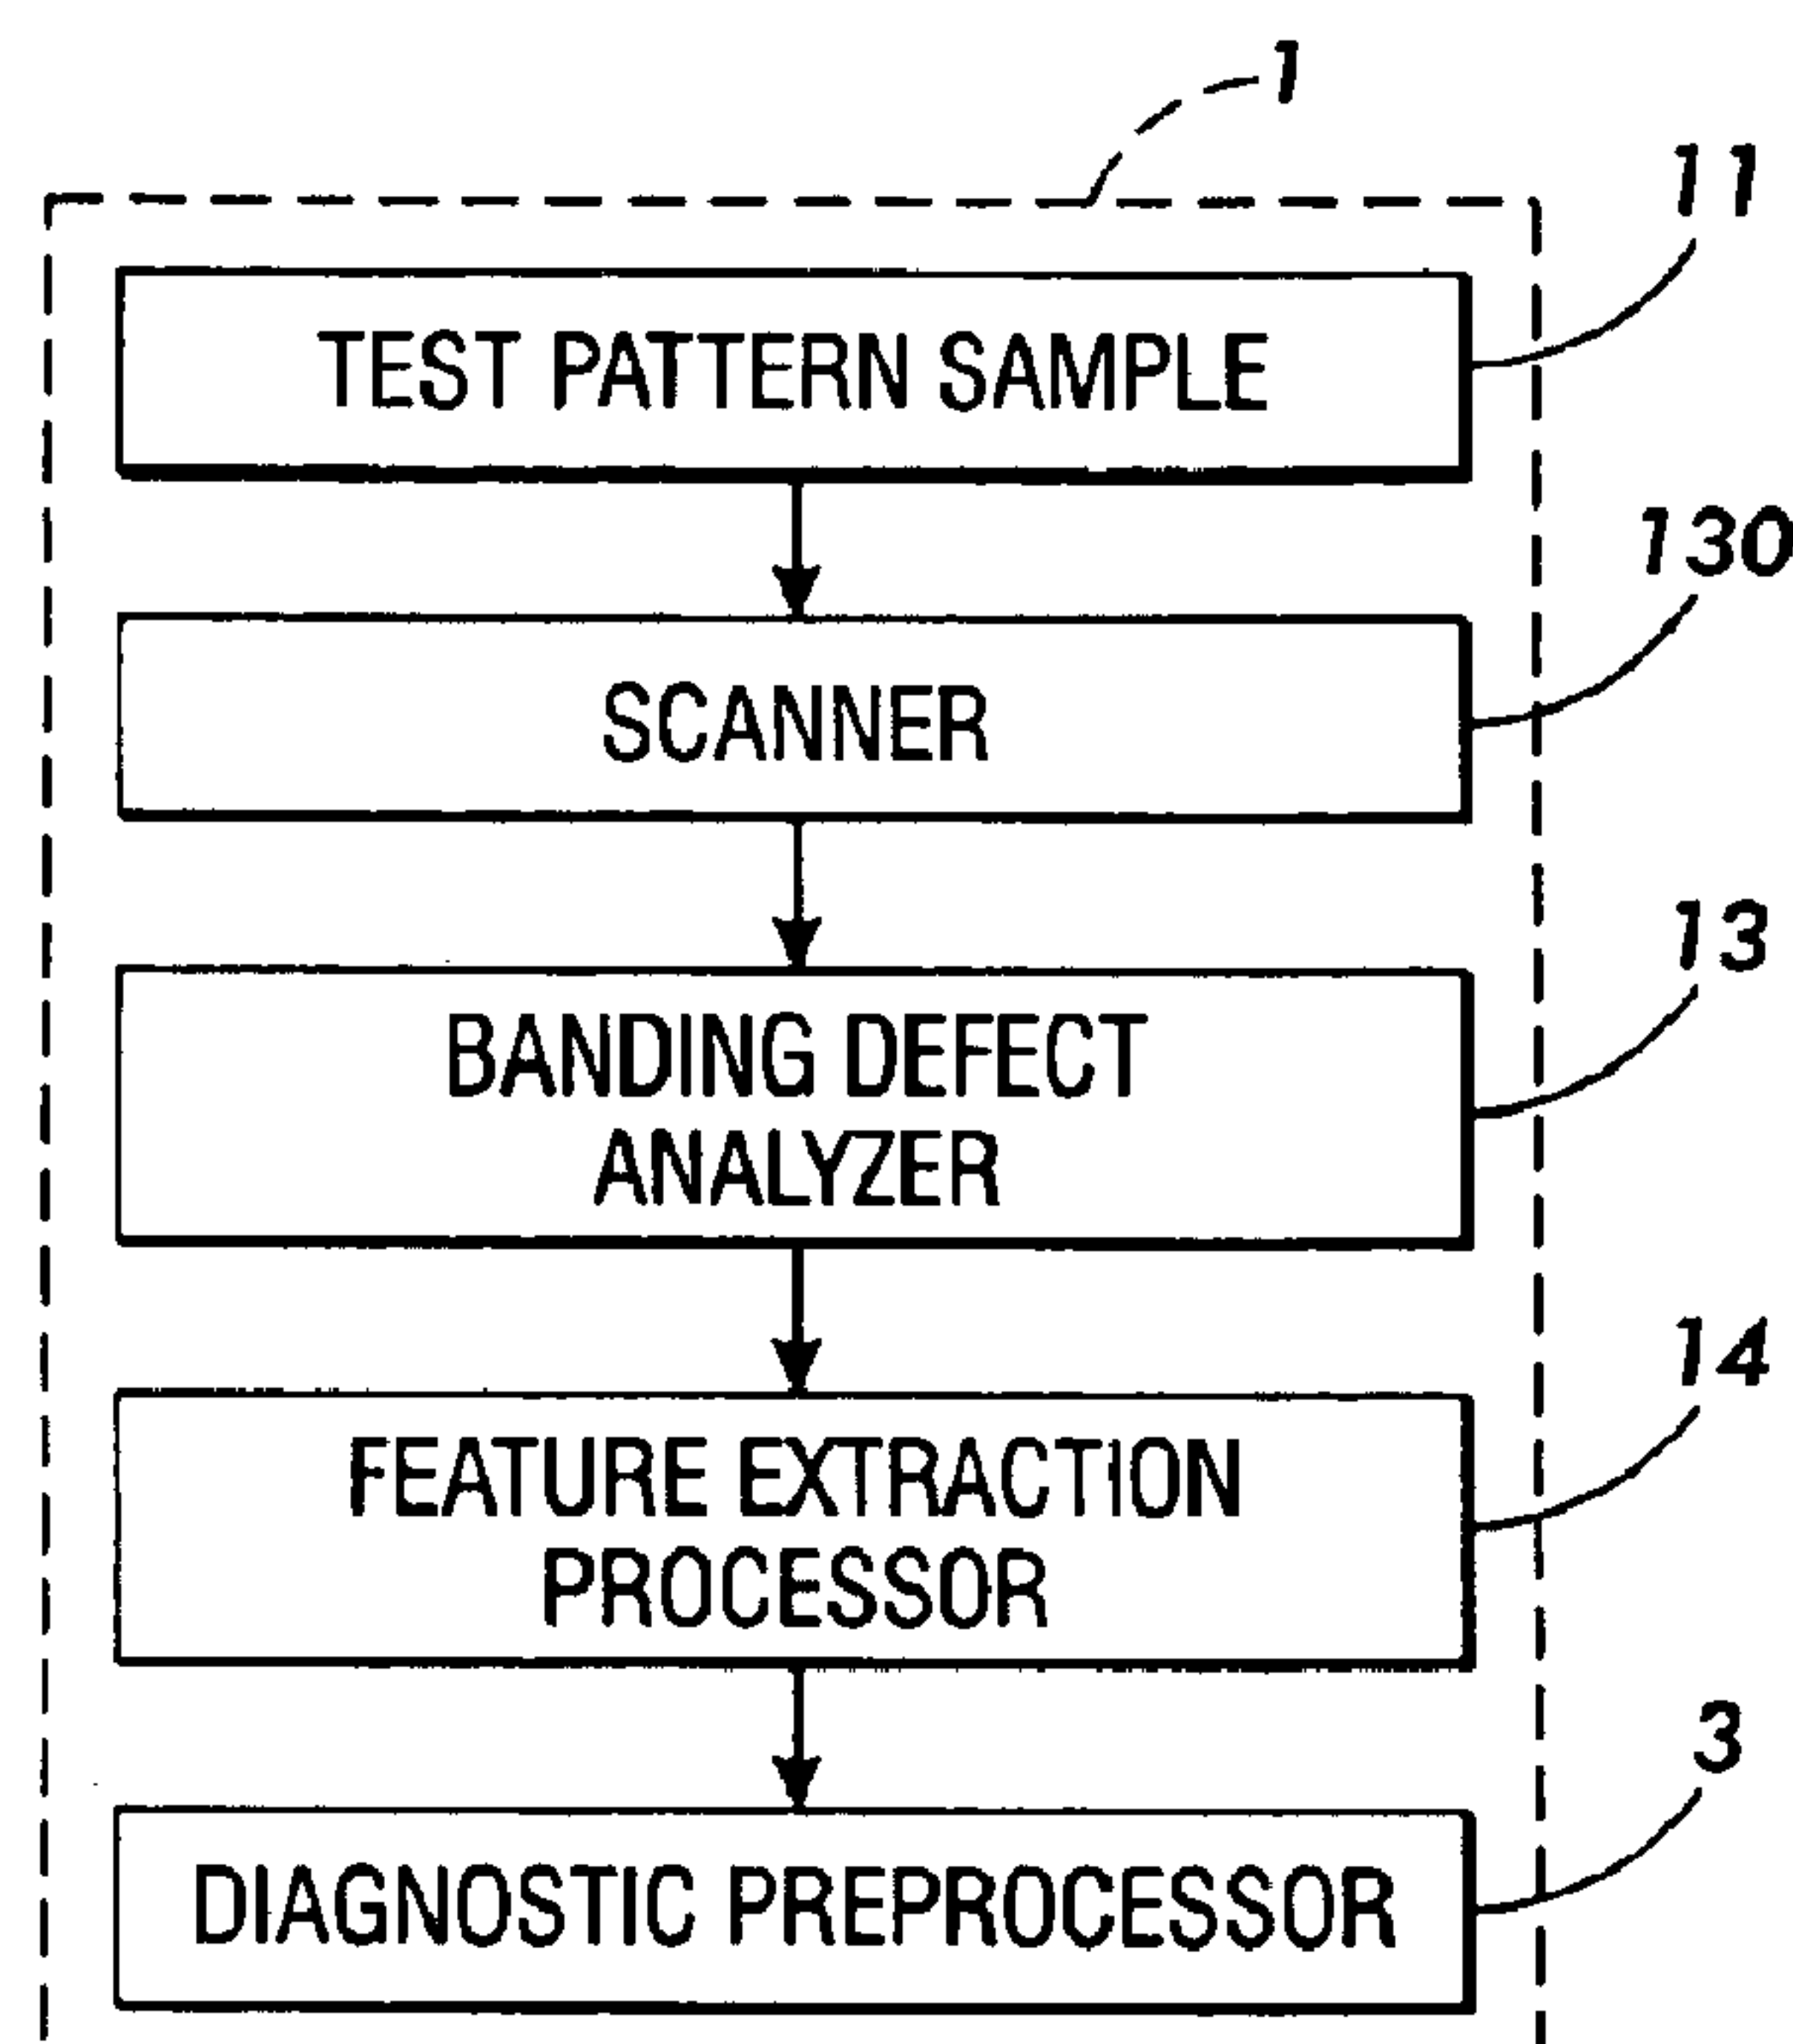 1
11
TEST PATTERN SAMPLE
130
SCANNER
13
BANDING DEFECT
ANALYZER
14
FEATURE EXTRACTION
PROCESSOR
3
DIAGNOSTIC PREPROCESSOR